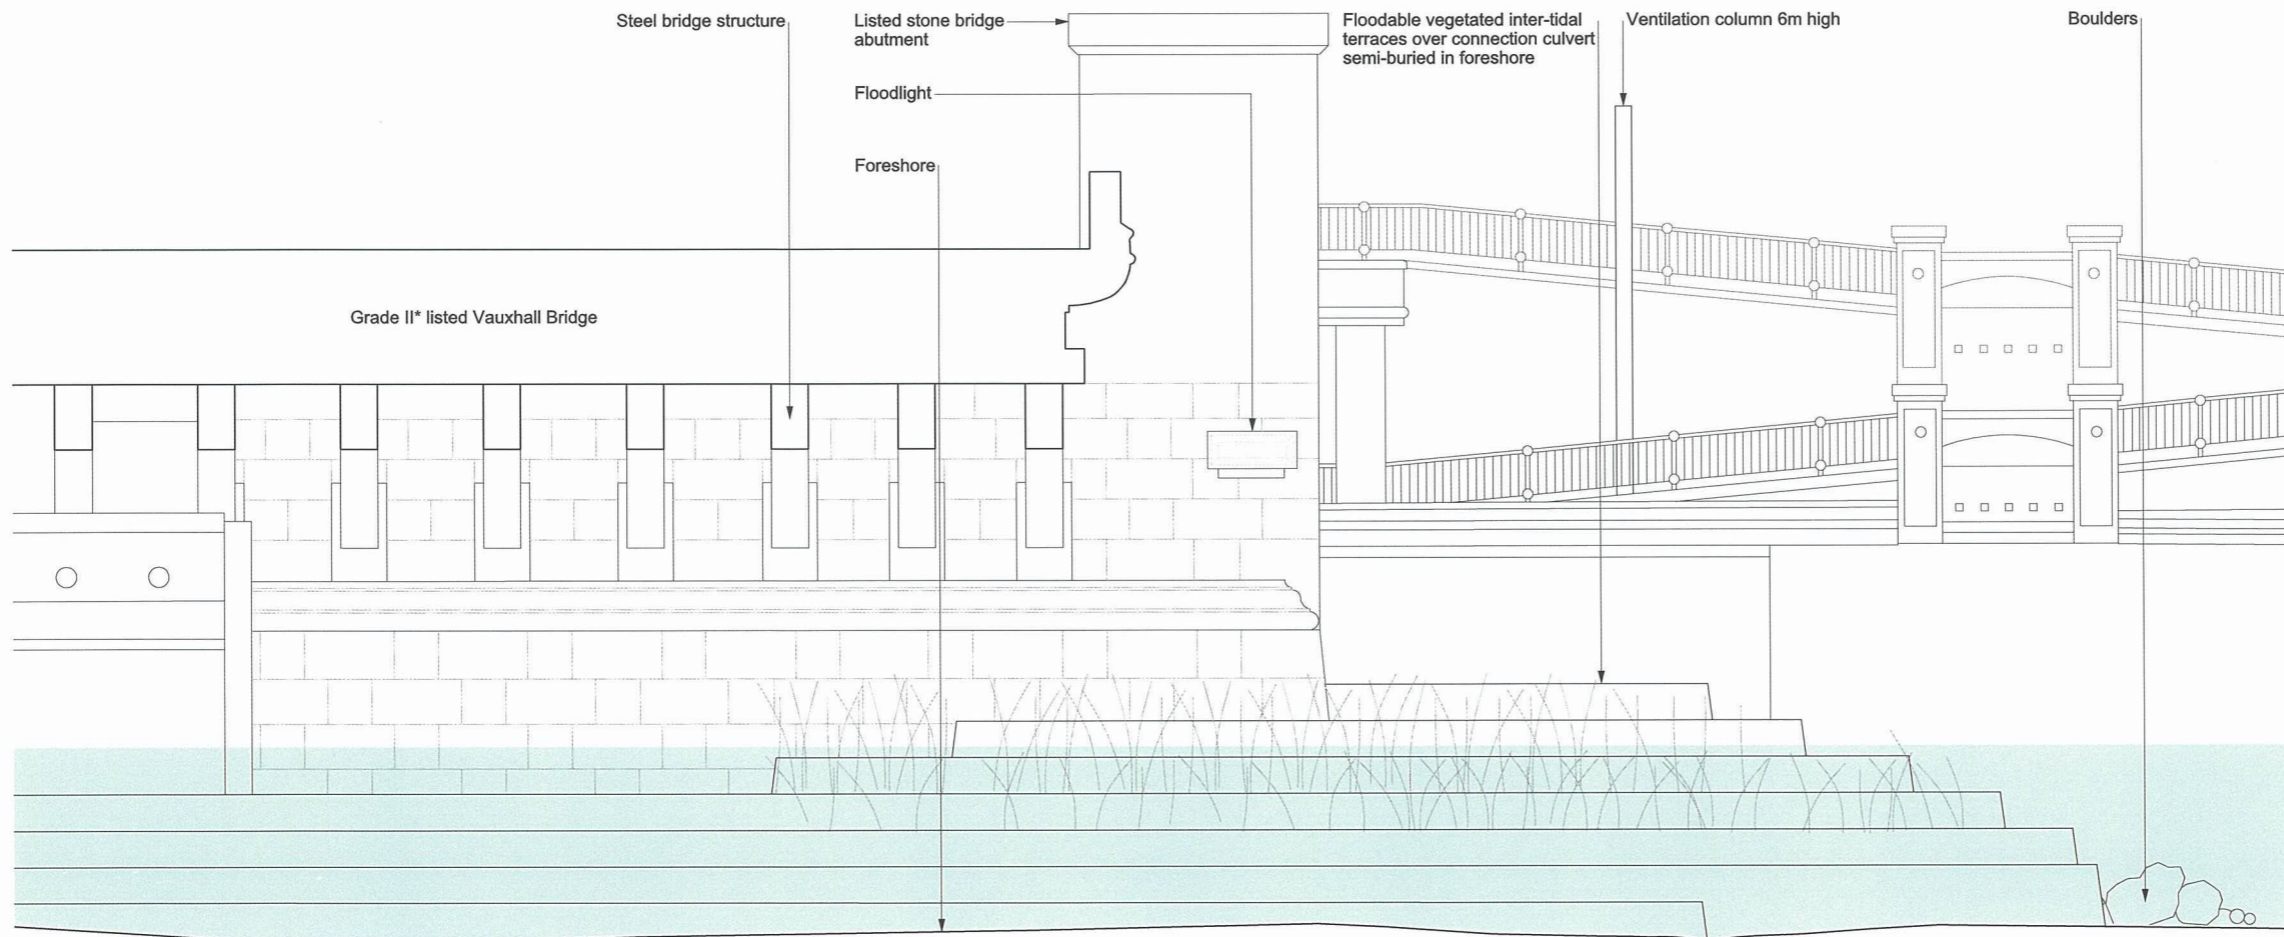 Steel bridge structure
Listed stone bridge
abutment
Floodable vegetated inter-tidal
terraces over connection culvert
semi-buried in foreshore
Ventilation column 6m high
Boulders
Floodlight
Foreshore
Grade II* listed Vauxhall Bridge